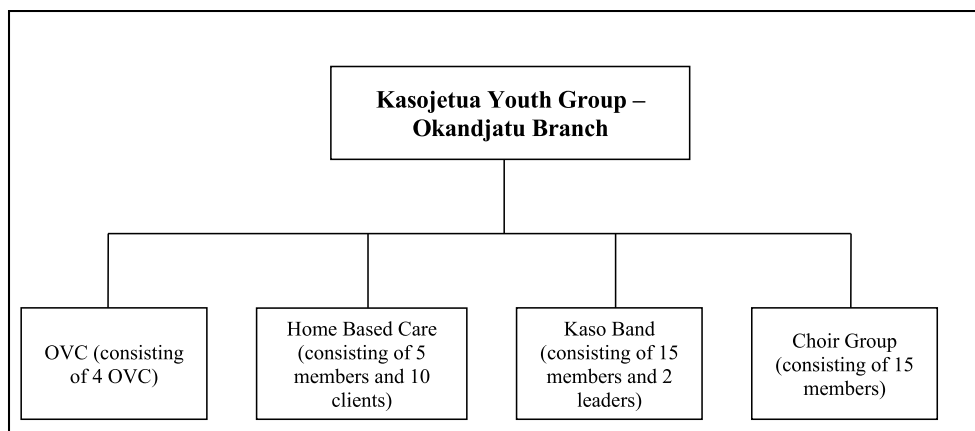 Kasojetua Youth Group –
Okandjatu Branch
OVC (consisting
of 4 OVC)
Home Based Care
(consisting of 5
members and 10
clients)
Kaso Band
(consisting of 15
members and 2
leaders)
Choir Group
(consisting of 15
members)